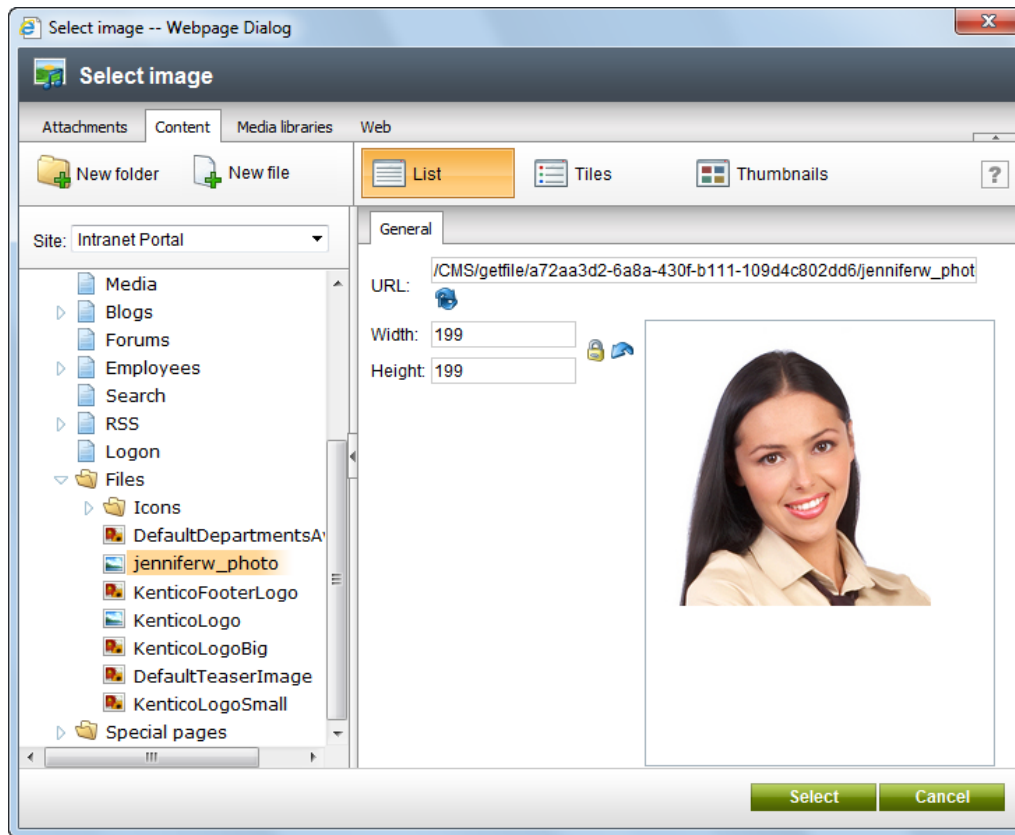 Select image -- Webpage Dialog
Select image
Attachments Content Media libraries Web
New folder New file List Tiles Thumbnails ?
Site: Intranet Portal
General
URL: /CMS/getfile/a72aa3d2-6a8a-430f-b111-109d4c802dd6/jenniferw_phot
Width: 199
Height: 199
Media
Blogs
Forums
Employees
Search
RSS
Logon
Files
Icons
DefaultDepartmentsAv
jenniferw_photo
KenticoFooterLogo
KenticoLogo
KenticoLogoBig
DefaultTeaserImage
KenticoLogoSmall
Special pages
Select Cancel